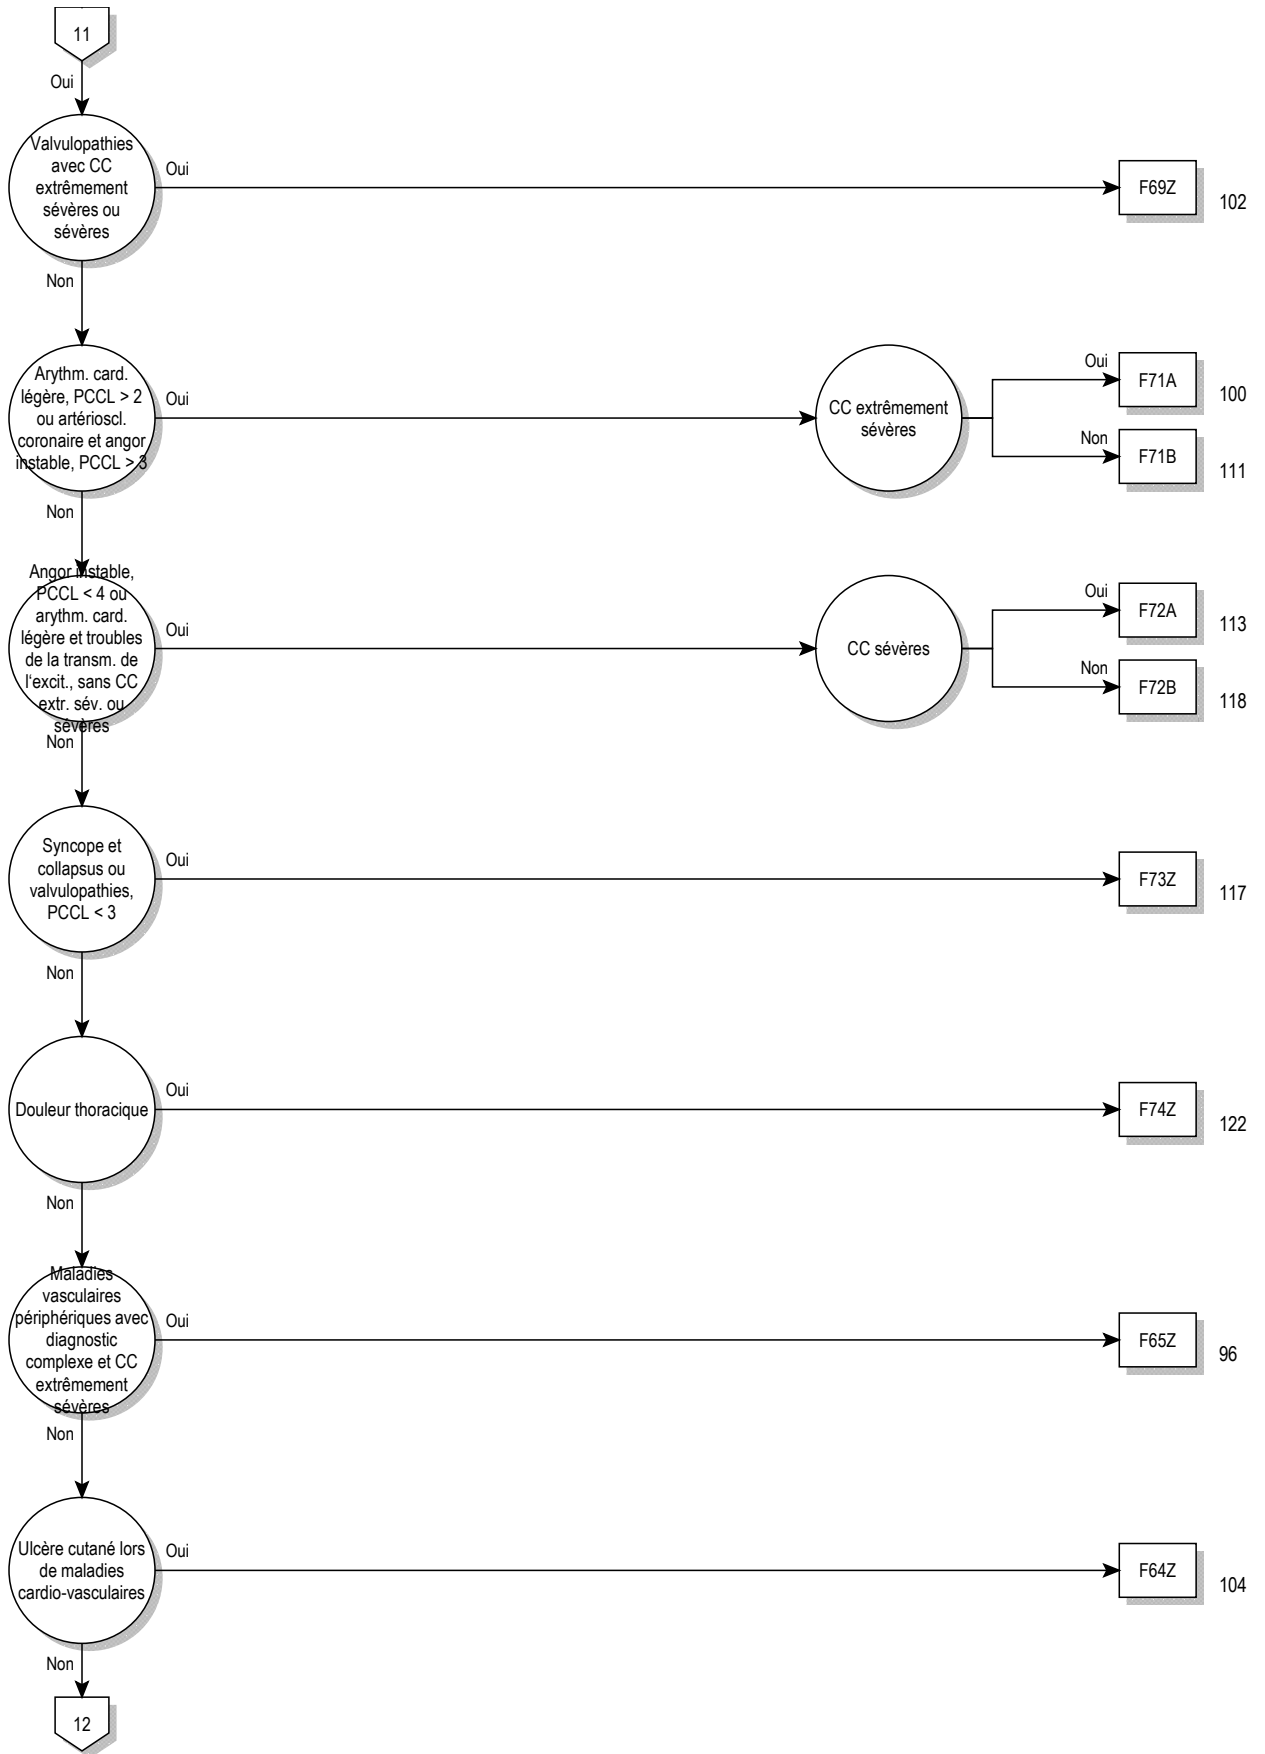 11
Oui
Valvulopathies
avec CC
extrêmement
sévères ou
sévères
Oui
F69Z
102
Non
Arythm. card.
légère, PCCL > 2
ou artérioscl.
coronaire et angor
instable, PCCL > 3
Oui
CC extrêmement
sévères
Oui
F71A
100
Non
F71B
111
Non
Angor instable,
PCCL < 4 ou
arythm. card.
légère et troubles
de la transm. de
l'excit., sans CC
extr. sév. ou
sévères
Oui
CC sévères
Oui
F72A
113
Non
F72B
118
Non
Syncope et
collapsus ou
valvulopathies,
PCCL < 3
Oui
F73Z
117
Non
Douleur thoracique
Oui
F74Z
122
Non
Maladies
vasculaires
périphériques avec
diagnostic
complexe et CC
extrêmement
sévères
Oui
F65Z
96
Non
Ulcère cutané lors
de maladies
cardio-vasculaires
Oui
F64Z
104
Non
12